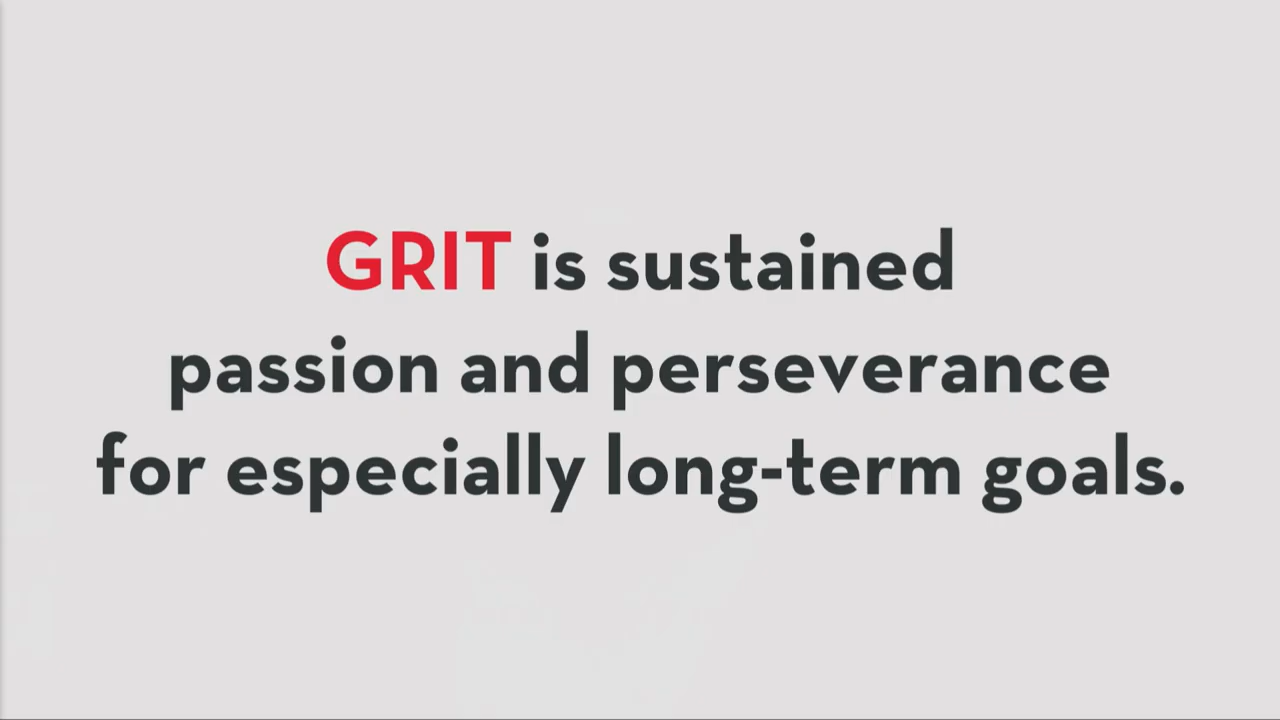 GRIT is sustained
passion and perseverance
for especially long-term goals.